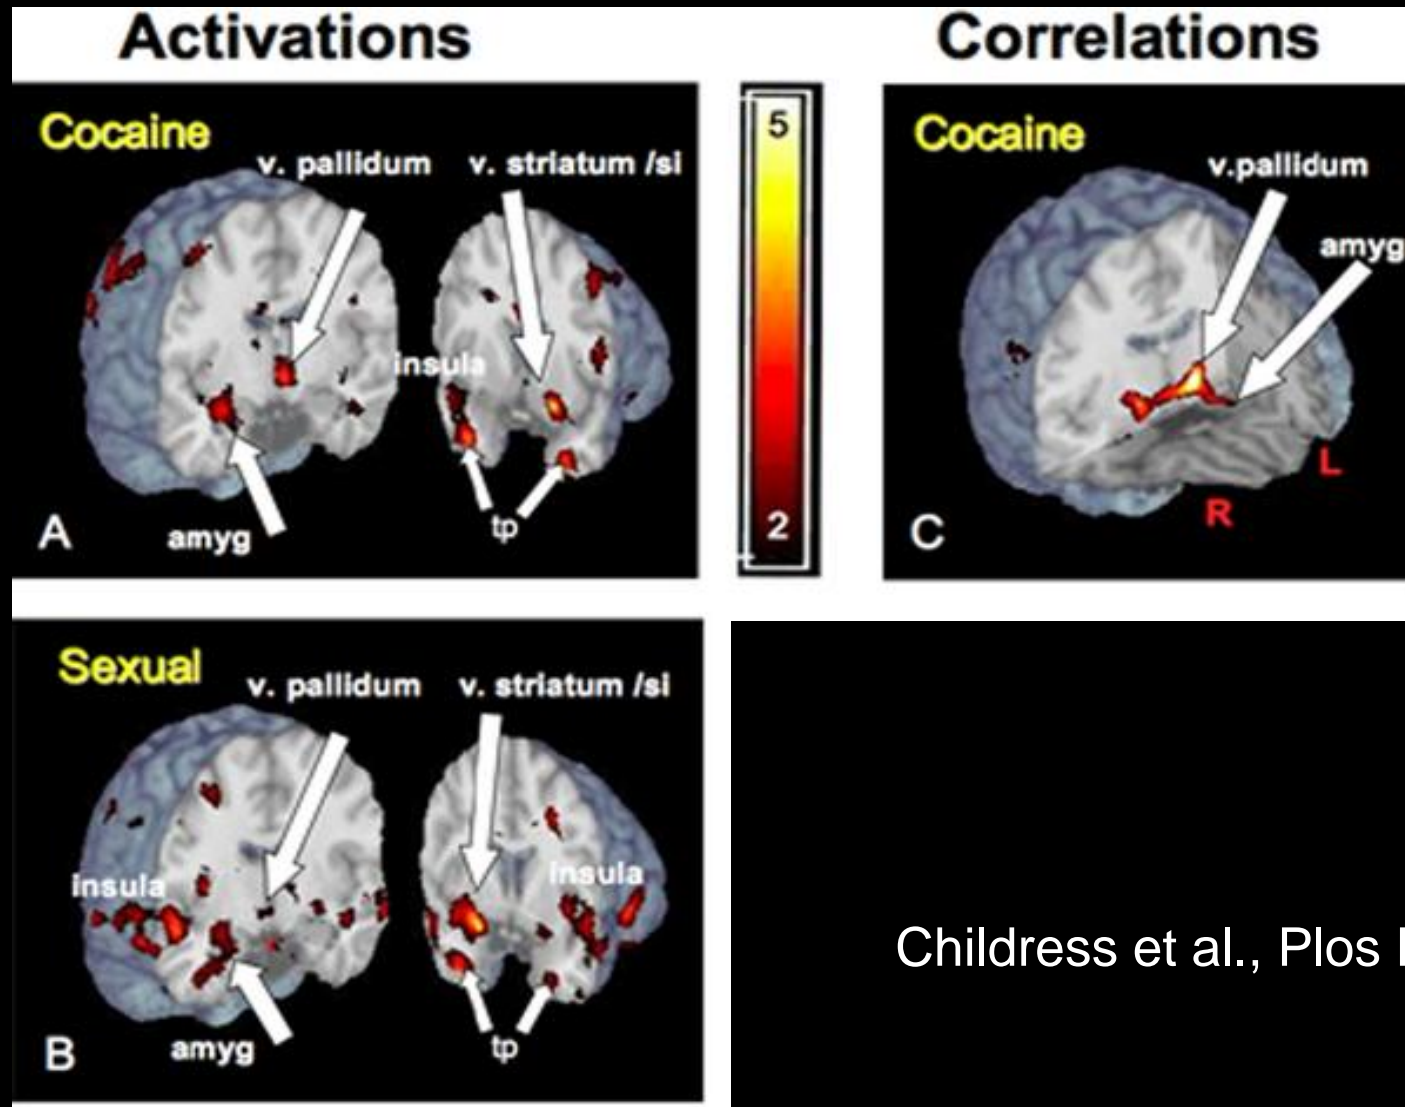 Activations
Correlations
Cocaine
v. pallidum
v. striatum /si
insula
amyg
tp
A
5
2
Cocaine
v.pallidum
amyg
L
R
C
Sexual
v. pallidum
v. striatum /si
insula
insula
amyg
tp
B
Childress et al., Plos